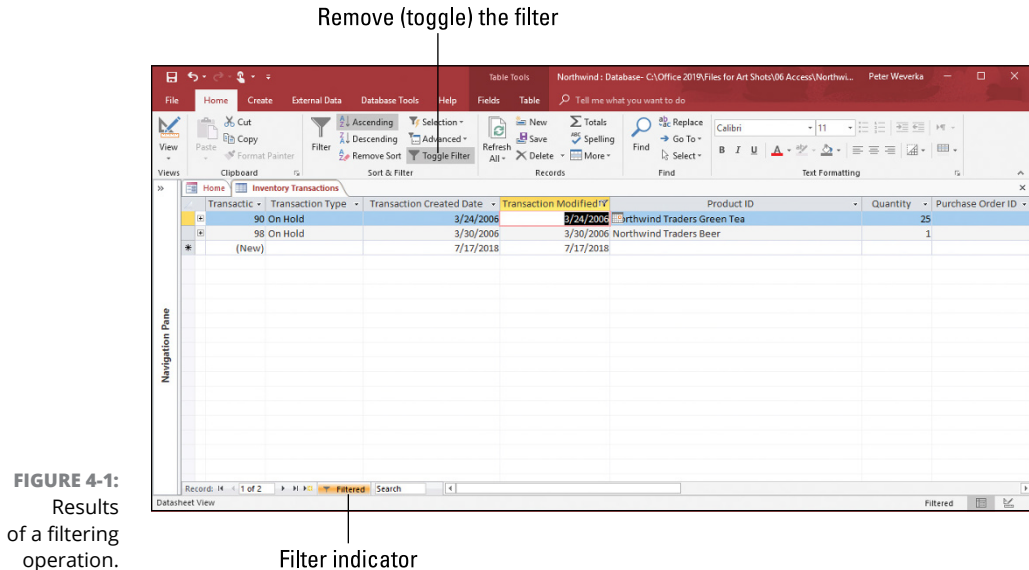 Remove (toggle) the filter
Table Tools Northwind : Database- C:\Office 2019\Files for Art Shots\06 Access\Northwi... Peter Weverka
File Home Create External Data Database Tools Help Fields Table Tell me what you want to do
View
Views
Paste
Cut
Copy
Format Painter
Clipboard
Filter
Ascending
Descending
Remove Sort
Selection
Advanced
Toggle Filter
Sort & Filter
Refresh
All
New
Save
Delete
Totals
Spelling
More
Records
Find
Replace
Go To
Select
Find
Calibri 11
B I U A
Text Formatting
Home Inventory Transactions
Transactic Transaction Type Transaction Created Date Transaction Modified Product ID Quantity Purchase Order ID
90 On Hold 3/24/2006 3/24/2006 orthwind Traders Green Tea 25
98 On Hold 3/30/2006 3/30/2006 Northwind Traders Beer 1
(New) 7/17/2018 7/17/2018
Navigation Pane
Record: 1 of 2 Filtered Search
Datasheet View Filtered
FIGURE 4-1:
Results
of a filtering
operation.
Filter indicator